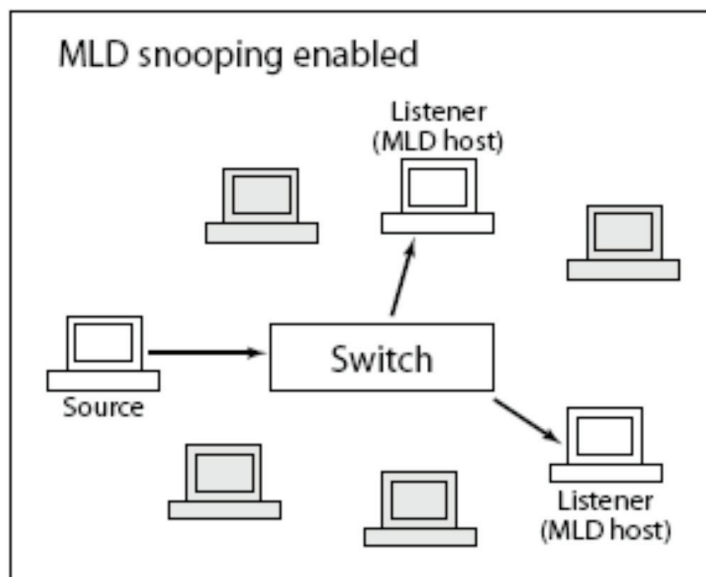 MLD snooping enabled
Listener
(MLD host)
Switch
Source
Listener
(MLD host)